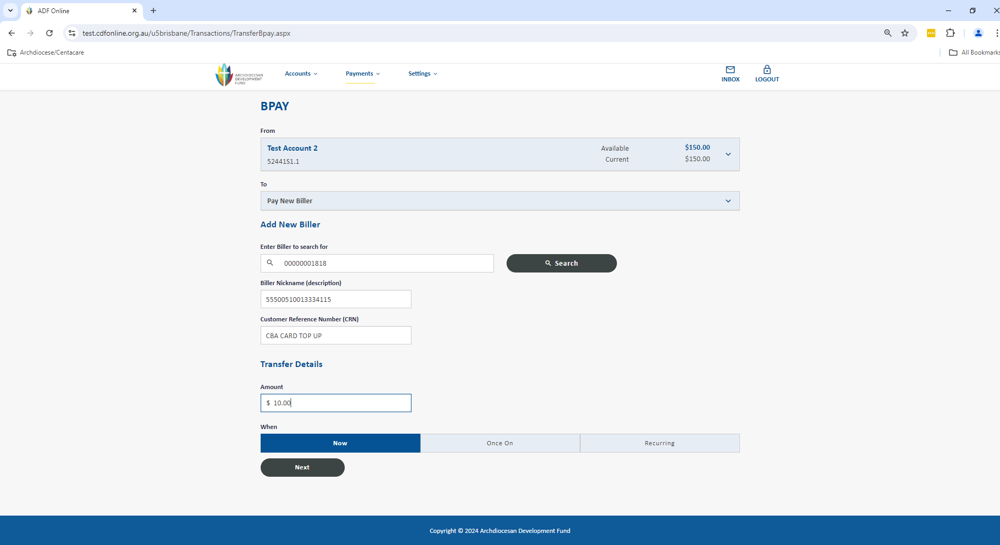 ADF Online
test.cdfonline.org.au/u5brisbane/Transactions/TransferBpay.aspx
Archdiocese/Centacare
All Bookmarks
ARCHDIOCESAN
DEVELOPMENT
FUND
Accounts
Payments
Settings
INBOX
LOGOUT
BPAY
From
Test Account 2
Available
$150.00
52441S1.1
Current
$150.00
To
Pay New Biller
Add New Biller
Enter Biller to search for
00000001818
Search
Biller Nickname (description)
55500510013334115
Customer Reference Number (CRN)
CBA CARD TOP UP
Transfer Details
Amount
$ 10.00
When
Now
Once On
Recurring
Next
Copyright © 2024 Archdiocesan Development Fund